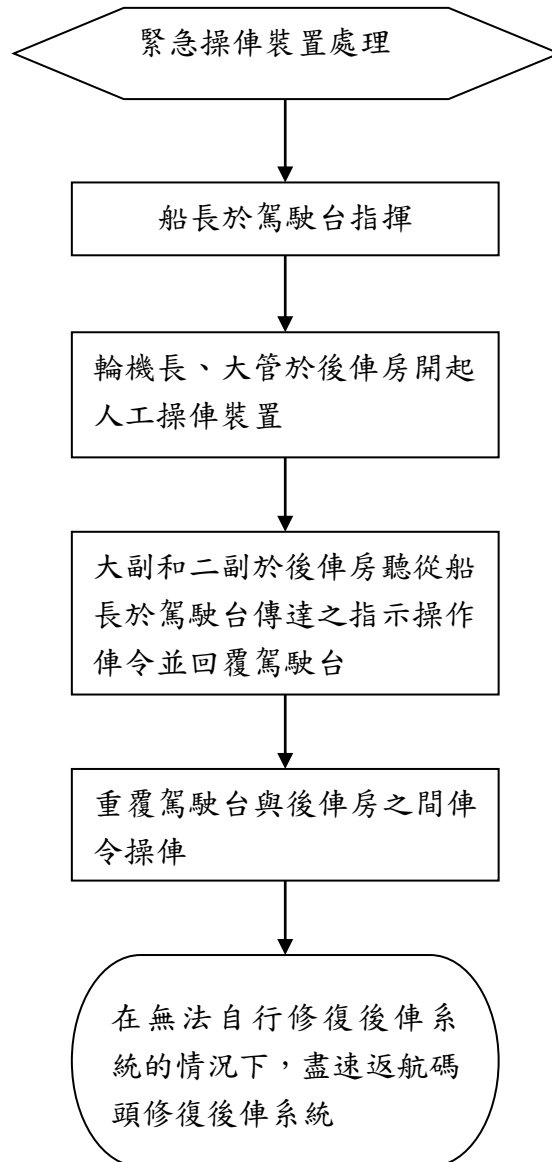 緊急操俥裝置處理
船長於駕駛台指揮
輪機長、大管於後俥房開起
人工操俥裝置
大副和二副於後俥房聽從船
長於駕駛台傳達之指示操作
俥令並回覆駕駛台
重覆駕駛台與後俥房之間俥
令操俥
在無法自行修復後俥系
統的情況下，盡速返航碼
頭修復後俥系統